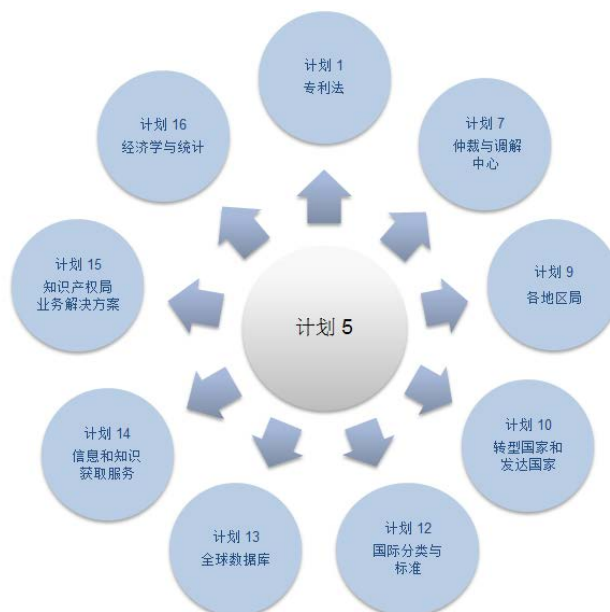 计划 1
专利法
计划 7
仲裁与调解
中心
计划 9
各地区局
计划 10
转型国家和
发达国家
计划 12
国际分类与
标准
计划 13
全球数据库
计划 14
信息和知识
获取服务
计划 15
知识产权局
业务解决方案
计划 16
经济学与统计
计划 5